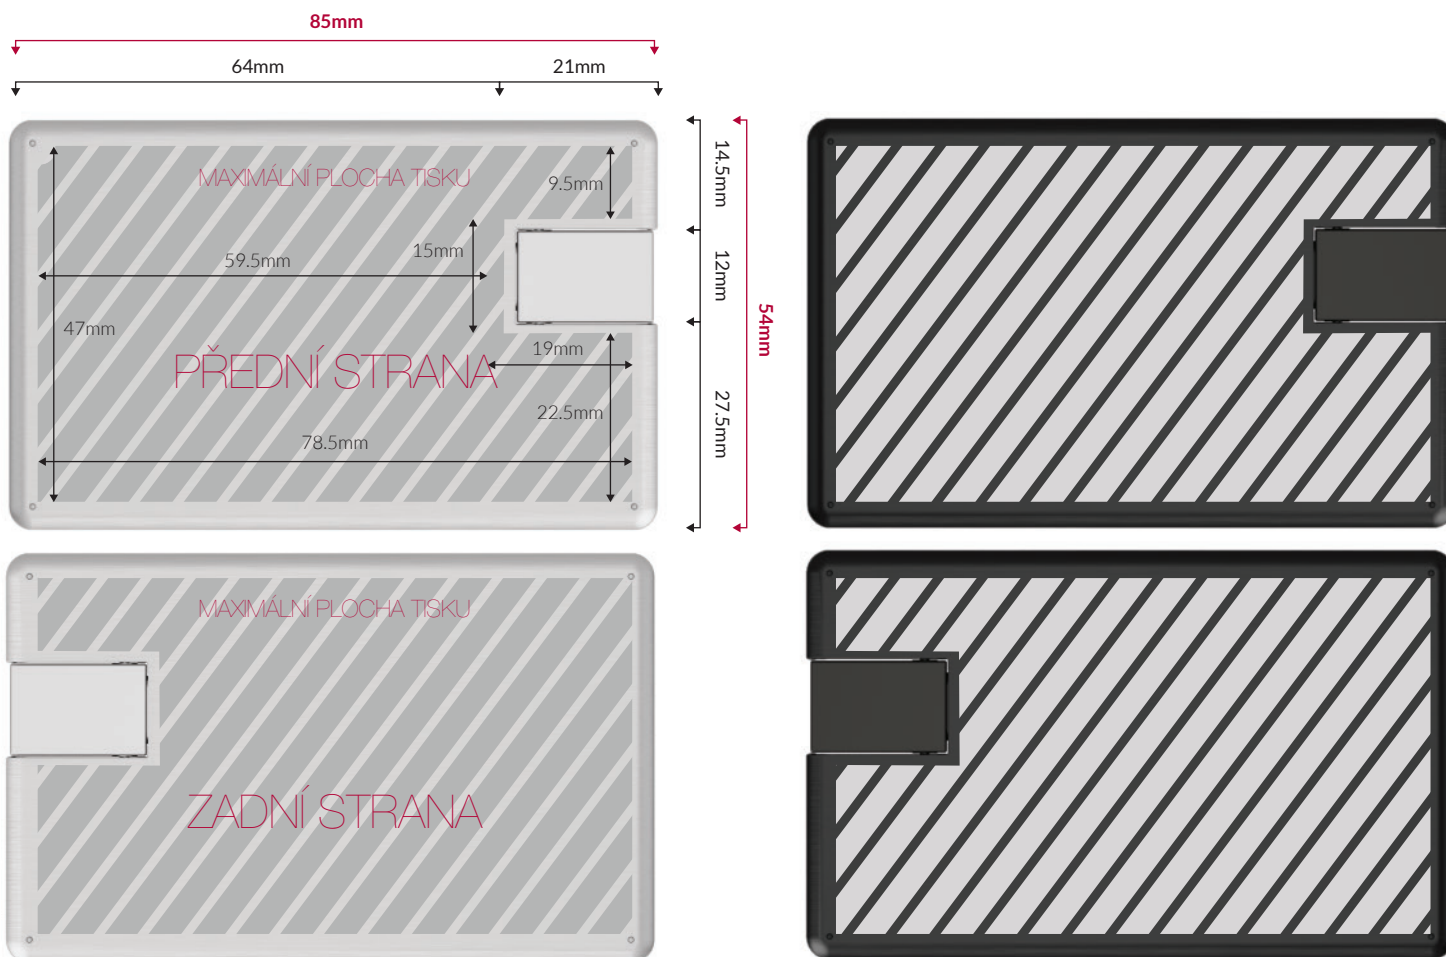 85mm
64mm
21mm
MAXIMÁLNÍ PLOCHA TISKU
9.5mm
14.5mm
15mm
59.5mm
12mm
47mm
54mm
19mm
PŘEDNÍ STRANA
22.5mm
27.5mm
78.5mm
MAXIMÁLNÍ PLOCHA TISKU
ZADNÍ STRANA